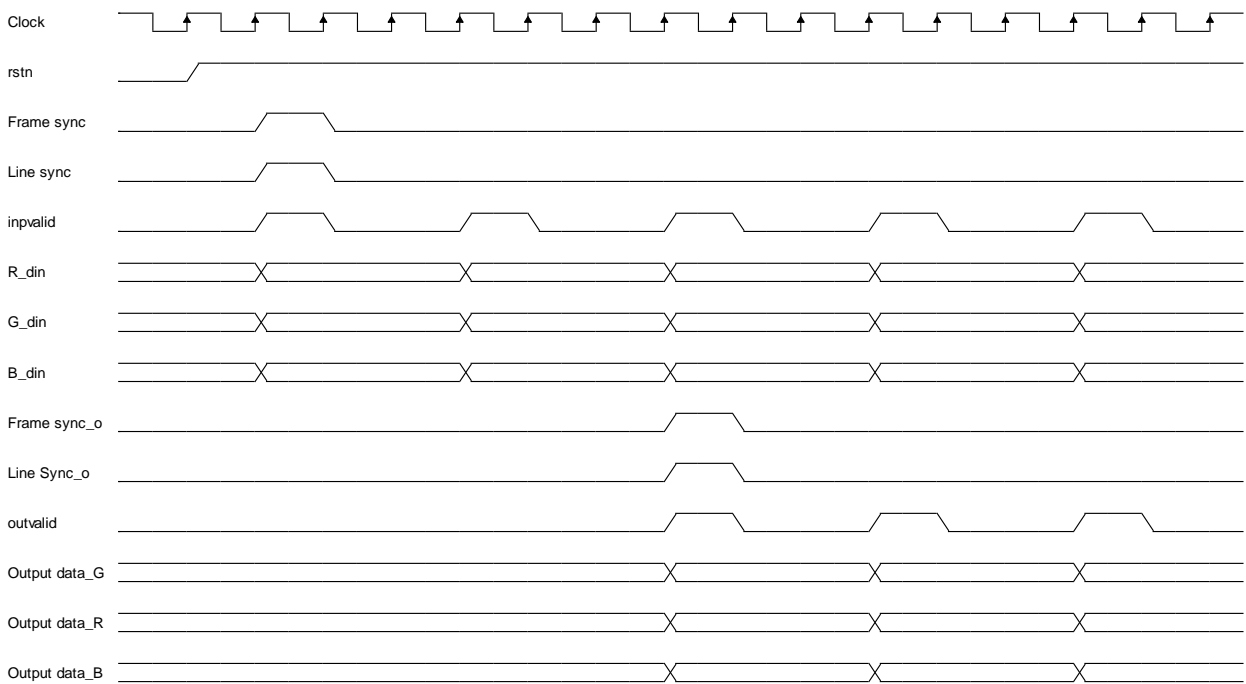 Clock
rstn
Frame sync
Line sync
inpvalid
R_din
G_din
B_din
Frame sync_o
Line Sync_o
outvalid
Output data_G
Output data_R
Output data_B